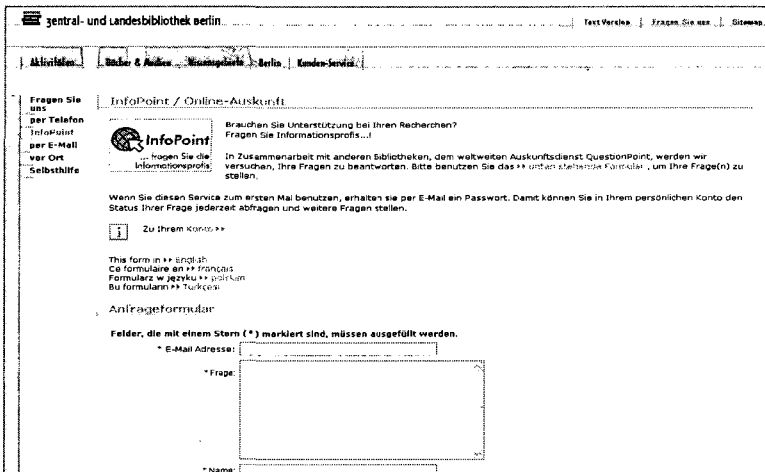 Zentral- und Landesbibliothek Berlin
Text Version | Fragen Sie uns | Sitemap
Aktivitäten | Bücher & Medien | Wissensgebiete | Berlin | Kunden-Service
Fragen Sie uns
per Telefon
InfoPoint
per E-Mail
vor Ort
Selbsthilfe
InfoPoint / Online-Auskunft
InfoPoint
... fragen Sie die
Informationsprofis
Brauchen Sie Unterstützung bei Ihren Recherchen?
Fragen Sie Informationsprofis...!
In Zusammenarbeit mit anderen Bibliotheken, dem weltweiten Auskunftsdienst QuestionPoint, werden wir
versuchen, Ihre Fragen zu beantworten. Bitte benutzen Sie das ›› unten stehende Formular , um Ihre Frage(n) zu
stellen.
Wenn Sie diesen Service zum ersten Mal benutzen, erhalten sie per E-Mail ein Passwort. Damit können Sie in Ihrem persönlichen Konto den
Status Ihrer Frage jederzeit abfragen und weitere Fragen stellen.
i Zu Ihrem Konto ››
This form in ›› English
Ce formulaire en ›› français
Formularz w języku ›› polskim
Bu formuların ›› Türkçesi
Anfrageformular
Felder, die mit einem Stern (*) markiert sind, müssen ausgefüllt werden.
* E-Mail Adresse:
* Frage:
* Name: